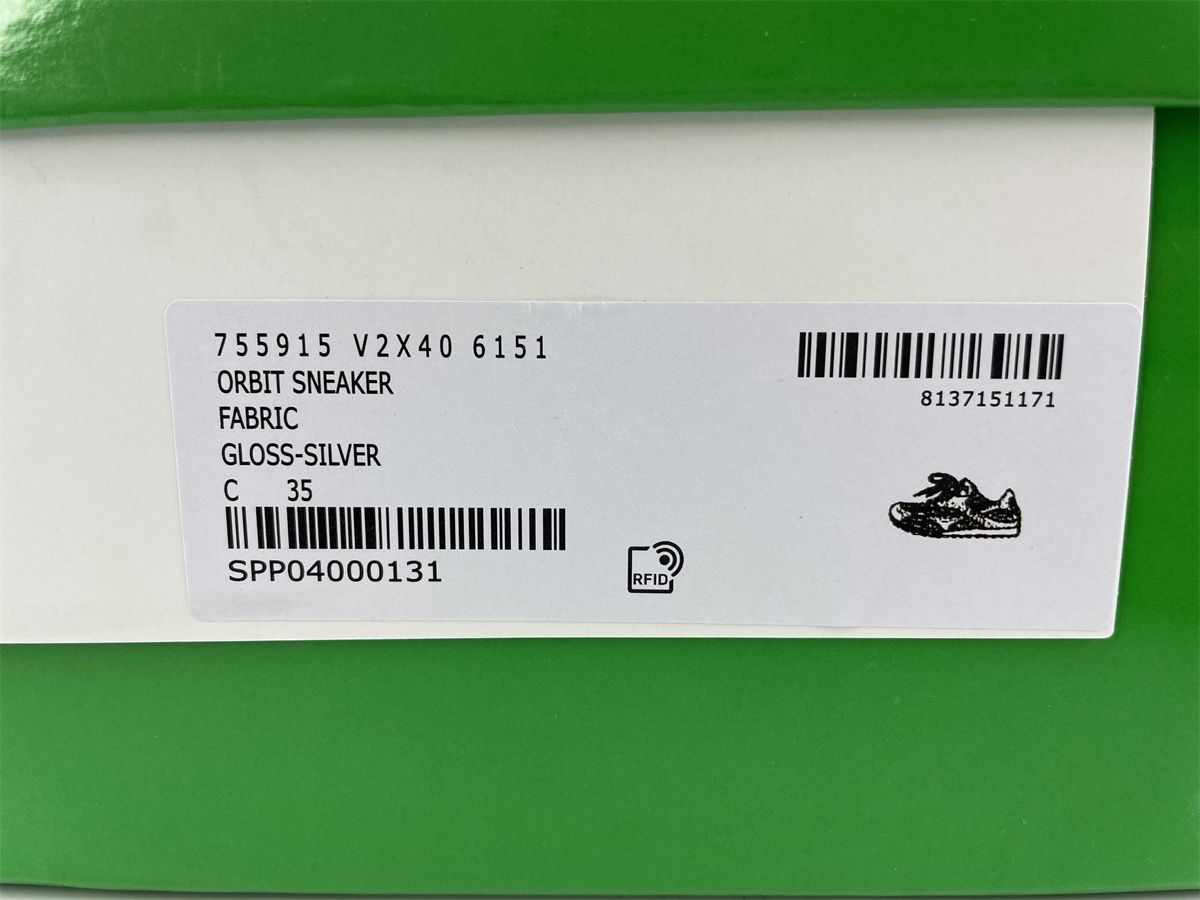 755915 V2X40 6151
ORBIT SNEAKER
FABRIC
GLOSS-SILVER
C 35
SPP04000131
8137151171
RFID